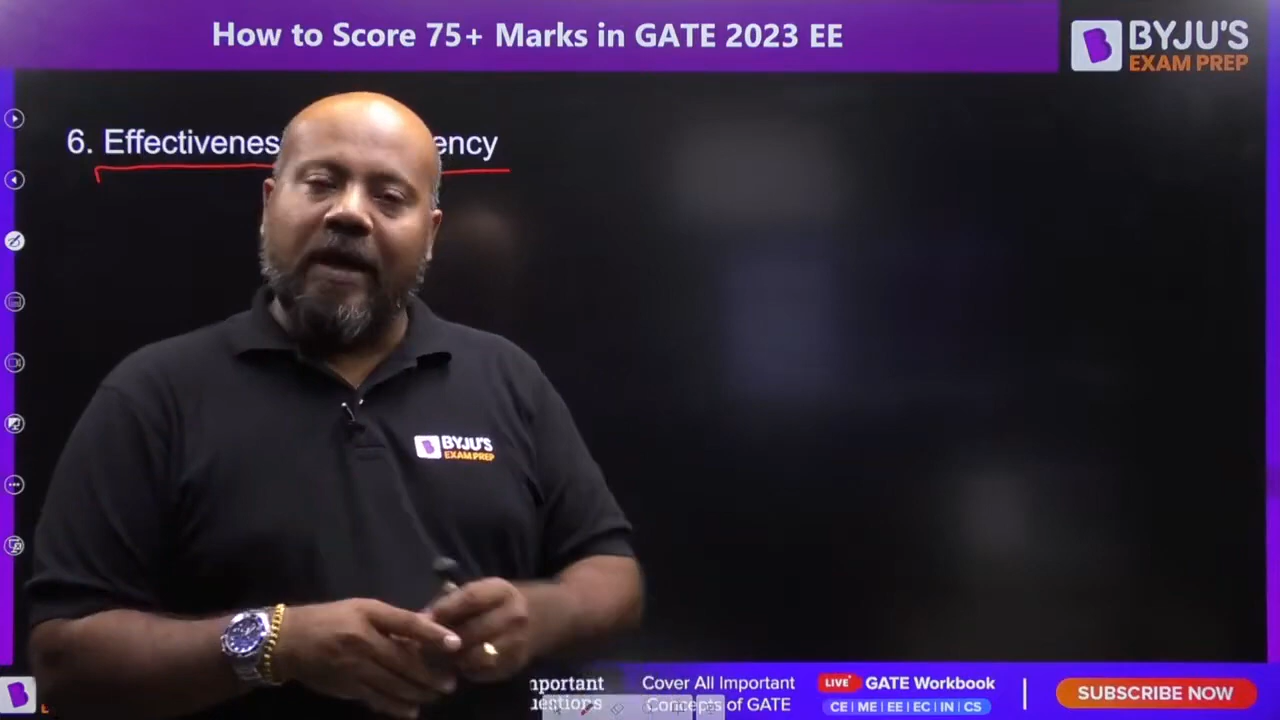 How to Score 75+ Marks in GATE 2023 EE
BYJU'S
EXAM PREP
6. Effectivenes ency
BYJU'S
EXAM PREP
Cover All Important
Concepts of GATE
LIVE GATE Workbook
CE | ME | EE | EC | IN | CS
SUBSCRIBE NOW